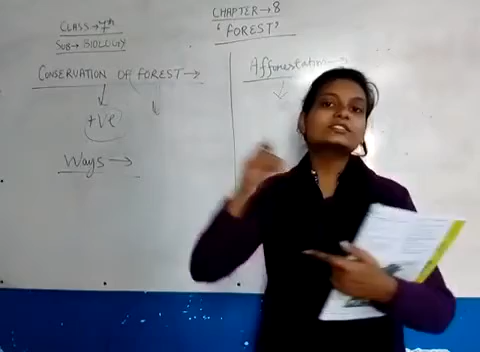 CLASS → 7th
SUB → BIOLOGY
CHAPTER → 8
'FOREST'
CONSERVATION OF FOREST →
+ve
Ways →
Afforestation →